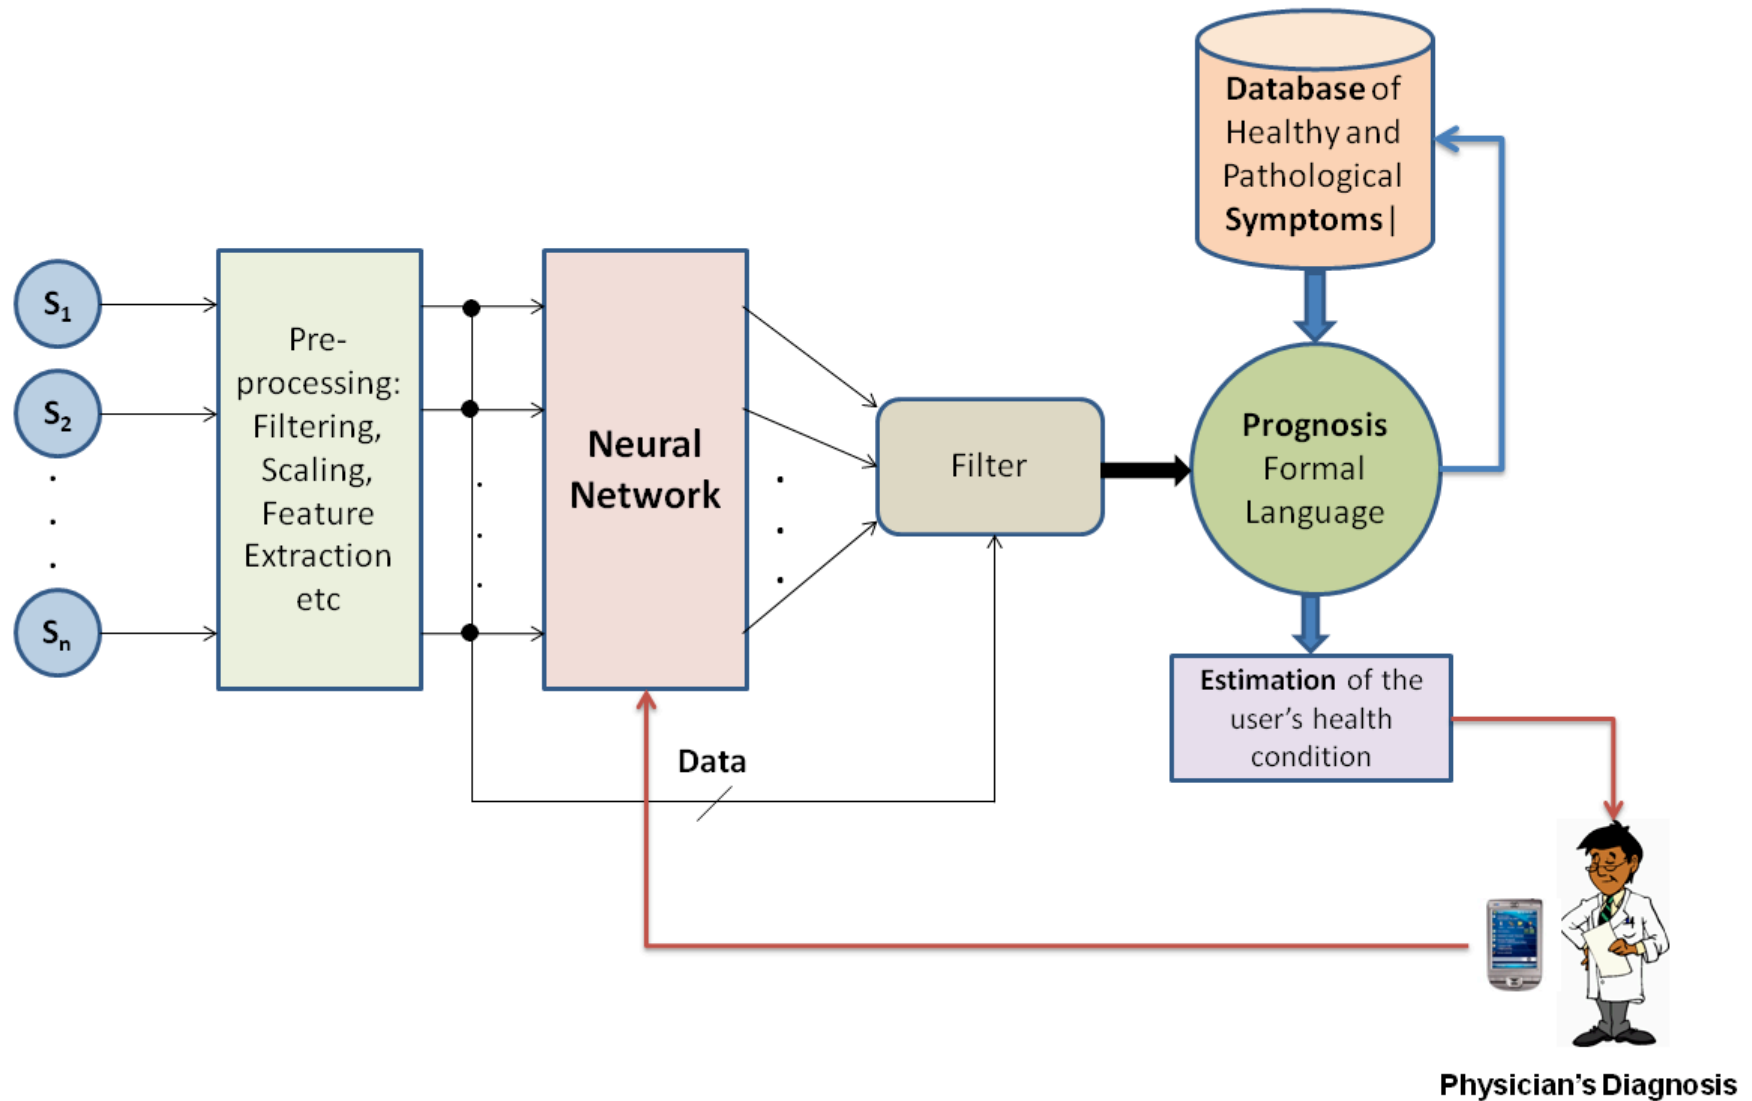 S1
S2
Sn
Pre-
processing:
Filtering,
Scaling,
Feature
Extraction
etc
Neural
Network
Data
Filter
Database of
Healthy and
Pathological
Symptoms|
Prognosis
Formal
Language
Estimation of the
user's health
condition
Physician's Diagnosis